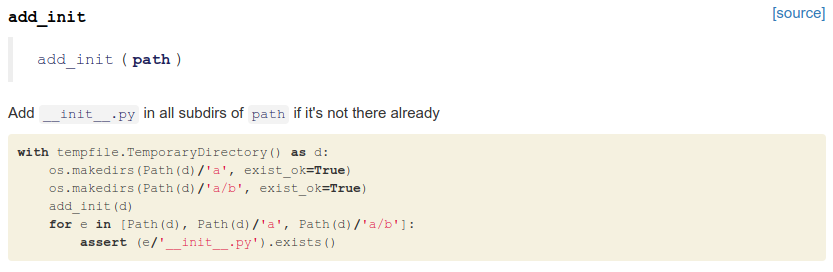 add_init
[source]
add_init ( path )
Add __init__.py in all subdirs of path if it's not there already
with tempfile.TemporaryDirectory() as d:
    os.makedirs(Path(d)/'a', exist_ok=True)
    os.makedirs(Path(d)/'a/b', exist_ok=True)
    add_init(d)
    for e in [Path(d), Path(d)/'a', Path(d)/'a/b']:
        assert (e/'__init__.py').exists()